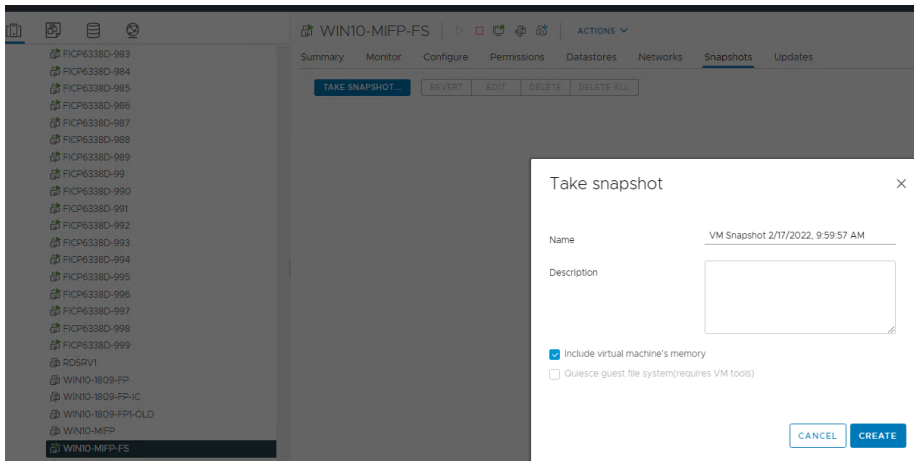 WIN10-MIFP-FS
ACTIONS
Summary Monitor Configure Permissions Datastores Networks Snapshots Updates
TAKE SNAPSHOT... REVERT EDIT DELETE DELETE ALL
FICP6338D-983
FICP6338D-984
FICP6338D-985
FICP6338D-986
FICP6338D-987
FICP6338D-988
FICP6338D-989
FICP6338D-99
FICP6338D-990
FICP6338D-991
FICP6338D-992
FICP6338D-993
FICP6338D-994
FICP6338D-995
FICP6338D-996
FICP6338D-997
FICP6338D-998
FICP6338D-999
RDSRV1
WIN10-1809-FP
WIN10-1809-FP-IC
WIN10-1809-FP1-OLD
WIN10-MIFP
WIN10-MIFP-FS
Take snapshot
Name VM Snapshot 2/17/2022, 9:59:57 AM
Description
Include virtual machine's memory
Quiesce guest file system(requires VM tools)
CANCEL CREATE